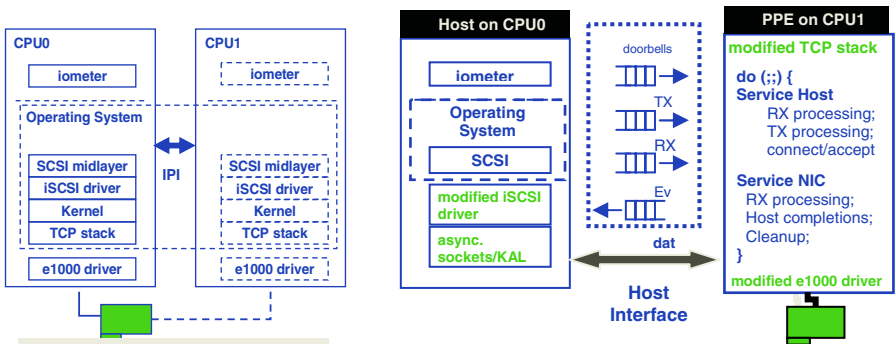 CPU0
iometer
Operating System
SCSI midlayer
iSCSI driver
Kernel
TCP stack
e1000 driver
IPI
CPU1
iometer
SCSI midlayer
iSCSI driver
Kernel
TCP stack
e1000 driver
Host on CPU0
iometer
Operating
System
SCSI
modified iSCSI
driver
async.
sockets/KAL
doorbells
TX
RX
Ev
dat
Host
Interface
PPE on CPU1
modified TCP stack
do (;;) {
Service Host
RX processing;
TX processing;
connect/accept
Service NIC
RX processing;
Host completions;
Cleanup;
}
modified e1000 driver